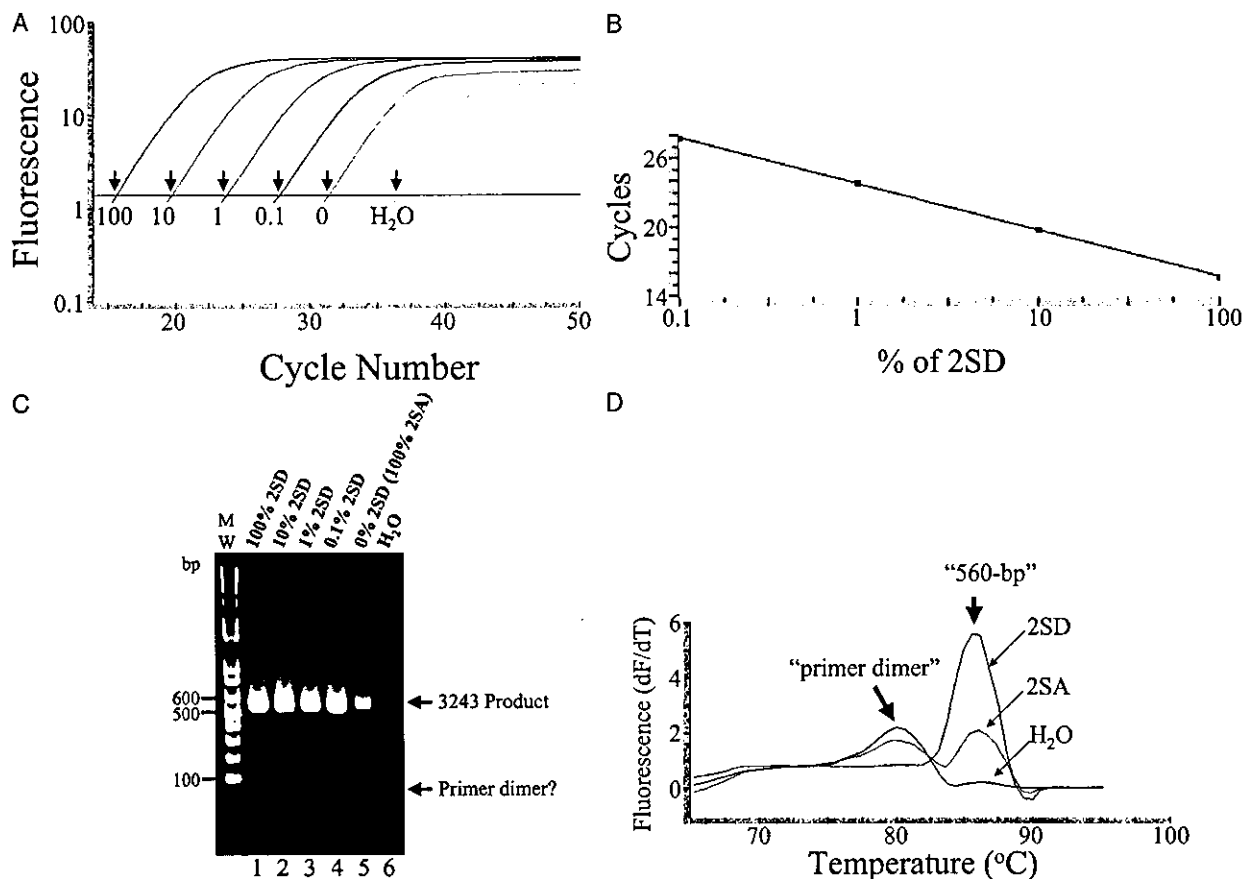 A
Fluorescence
100
10
1
0.1
100 10 1 0.1 0 H₂O
20 30 40 50
Cycle Number
B
Cycles
26
20
14
0.1 1 10 100
% of 2SD
C
MW
100% 2SD
10% 2SD
1% 2SD
0.1% 2SD
0% 2SD (100% 2SA)
H₂O
bp
600
500
100
3243 Product
Primer dimer?
1 2 3 4 5 6
D
Fluorescence (dF/dT)
6
4
2
0
"primer dimer"
"560-bp"
2SD
2SA
H₂O
70 80 90 100
Temperature (°C)